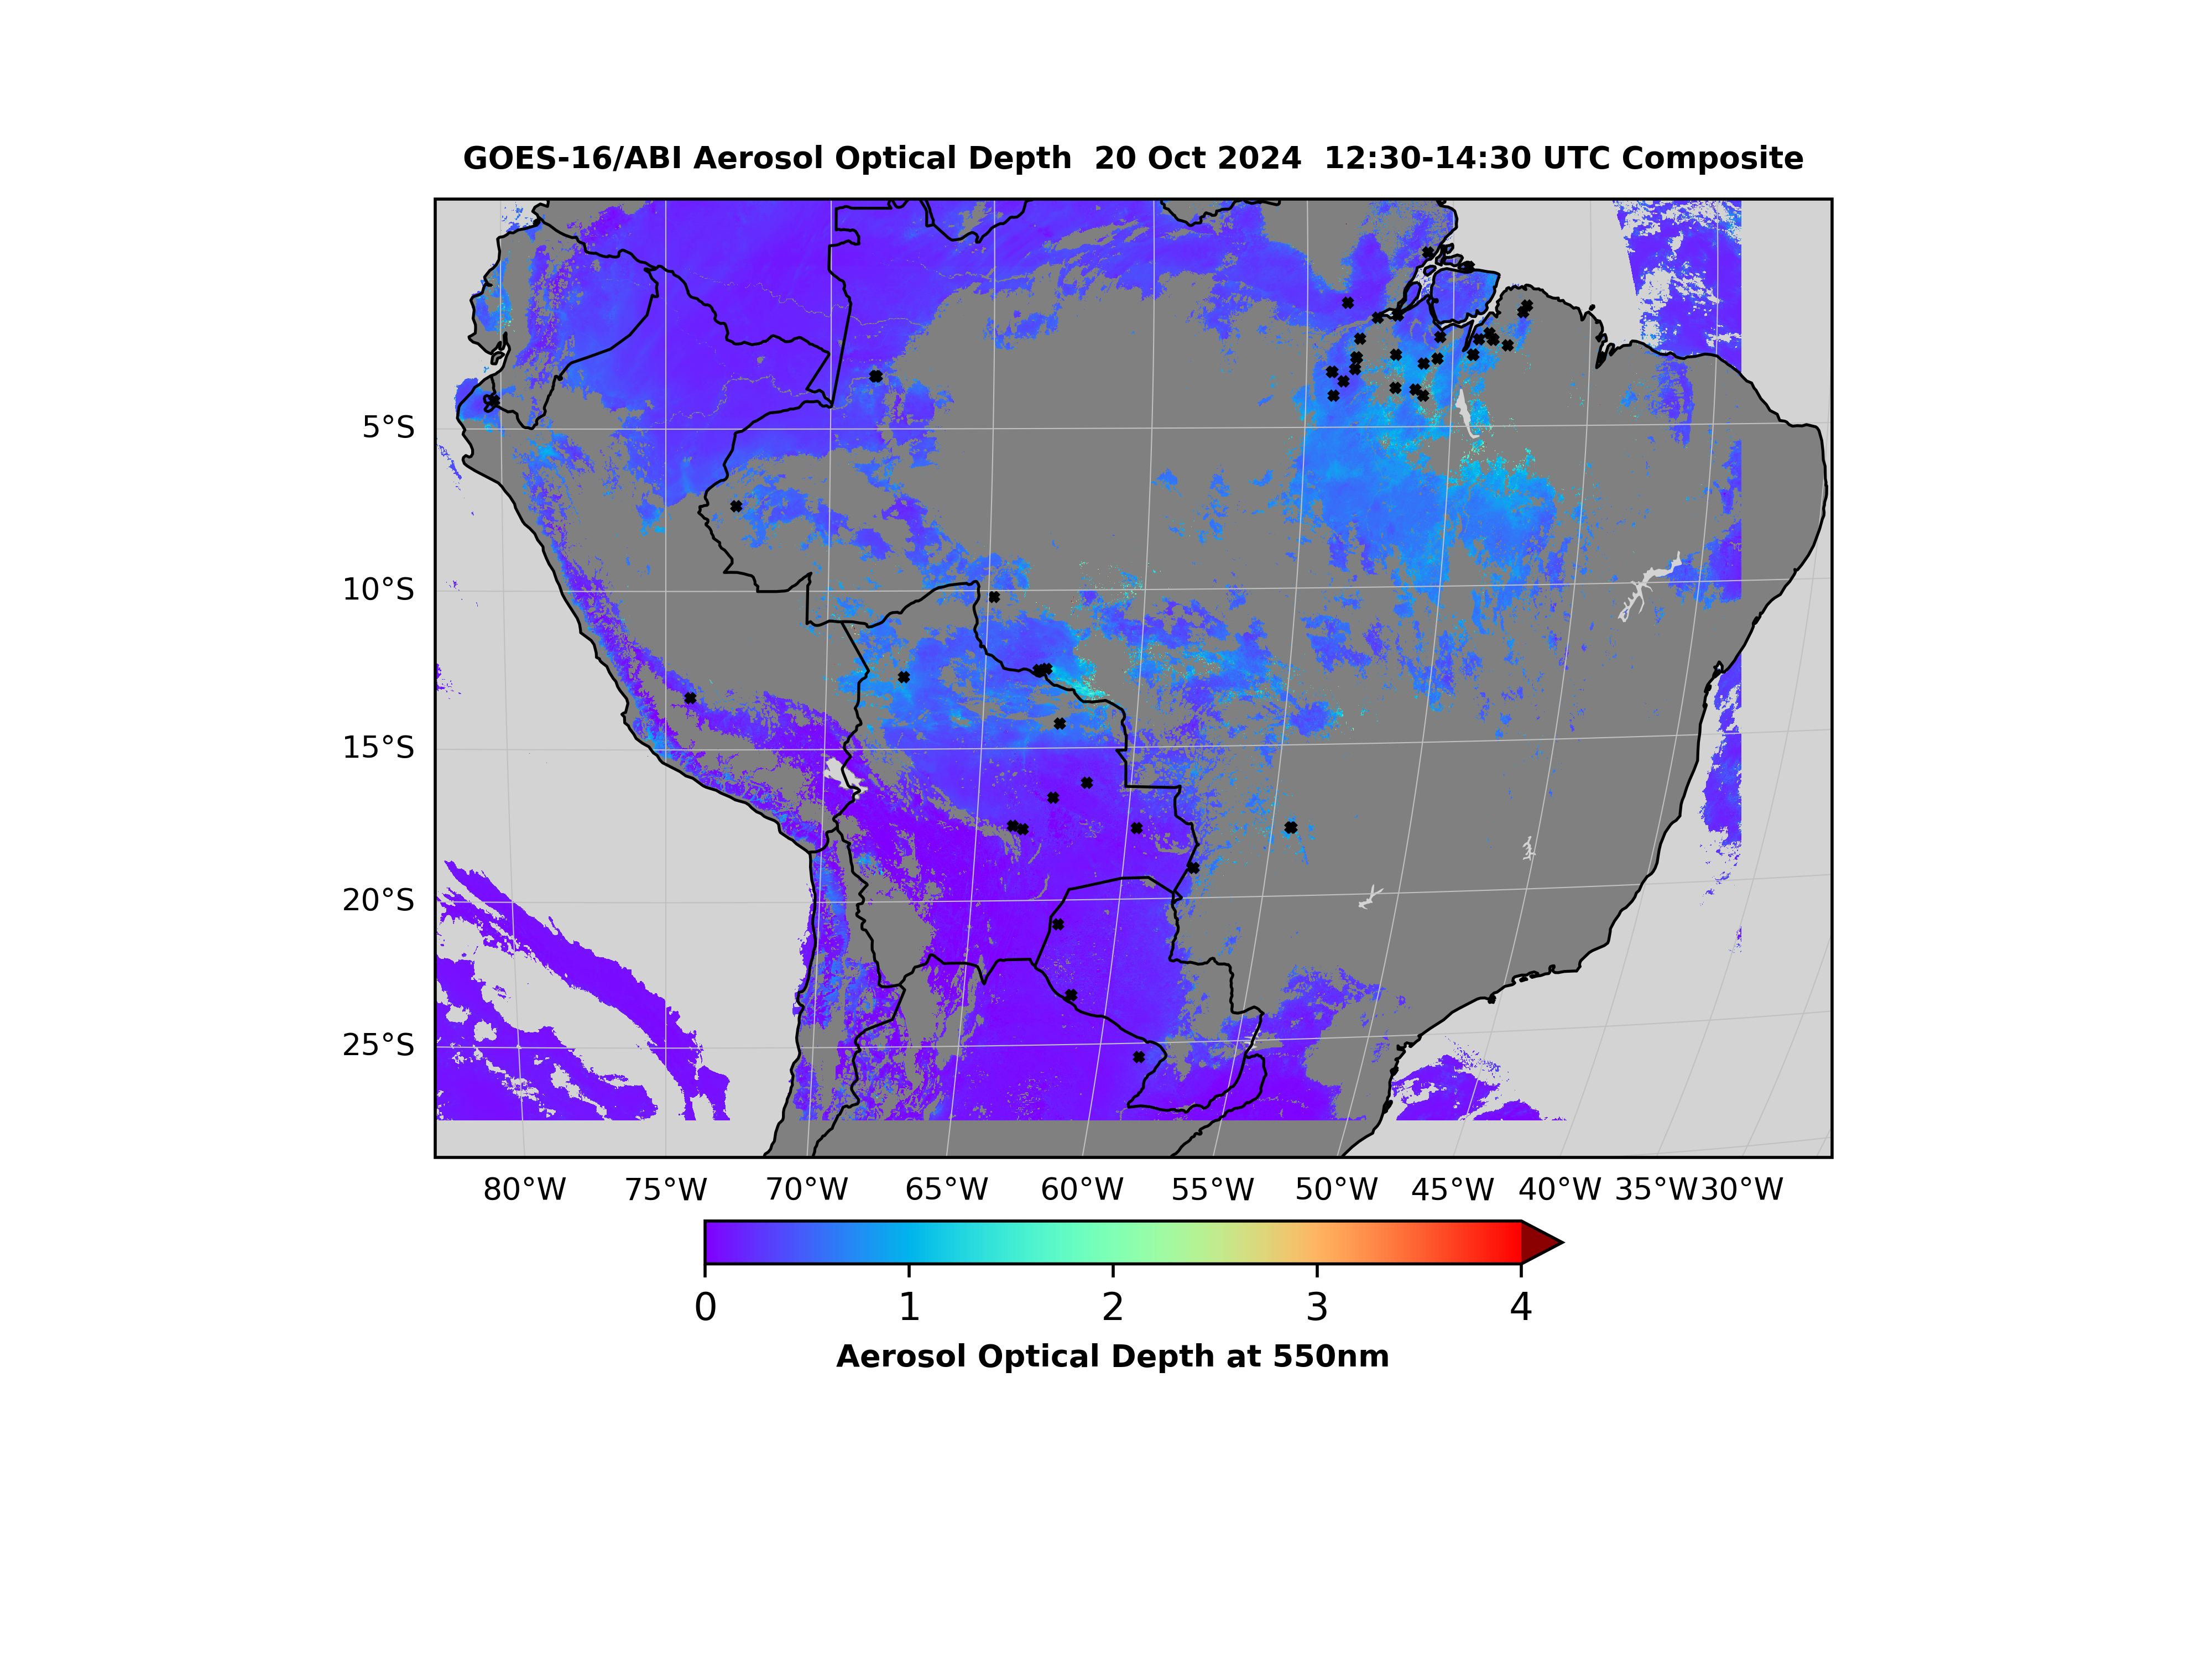 GOES-16/ABI Aerosol Optical Depth  20 Oct 2024  12:30-14:30 UTC Composite
5°S
10°S
15°S
20°S
25°S
80°W 75°W 70°W 65°W 60°W 55°W 50°W 45°W 40°W 35°W 30°W
0 1 2 3 4
Aerosol Optical Depth at 550nm